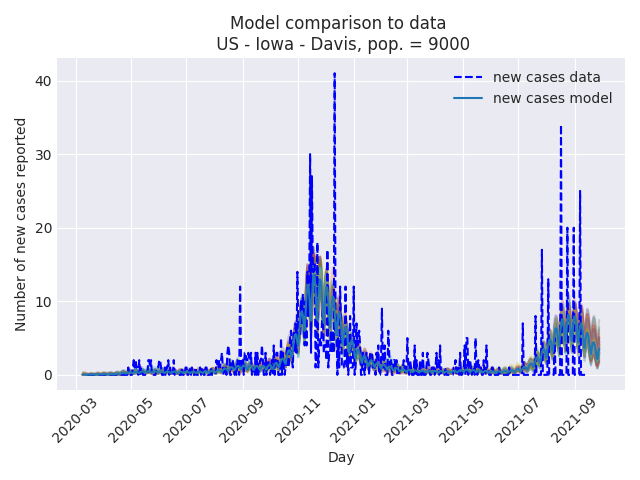 Model comparison to data
US - Iowa - Davis, pop. = 9000
new cases data
new cases model
Number of new cases reported
40
30
20
10
0
2020-03
2020-05
2020-07
2020-09
2020-11
2021-01
2021-03
2021-05
2021-07
2021-09
Day